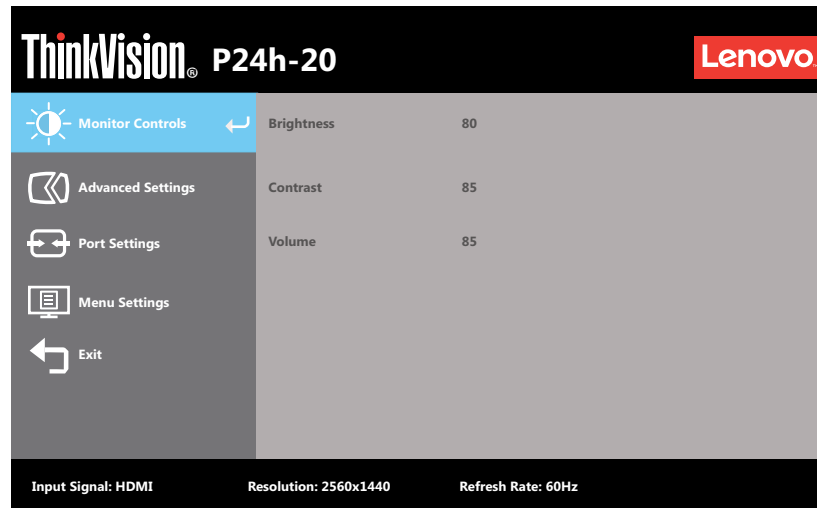 ThinkVision® P24h-20
Lenovo™
Monitor Controls
Brightness 80
Advanced Settings
Contrast 85
Port Settings
Volume 85
Menu Settings
Exit
Input Signal: HDMI Resolution: 2560x1440 Refresh Rate: 60Hz